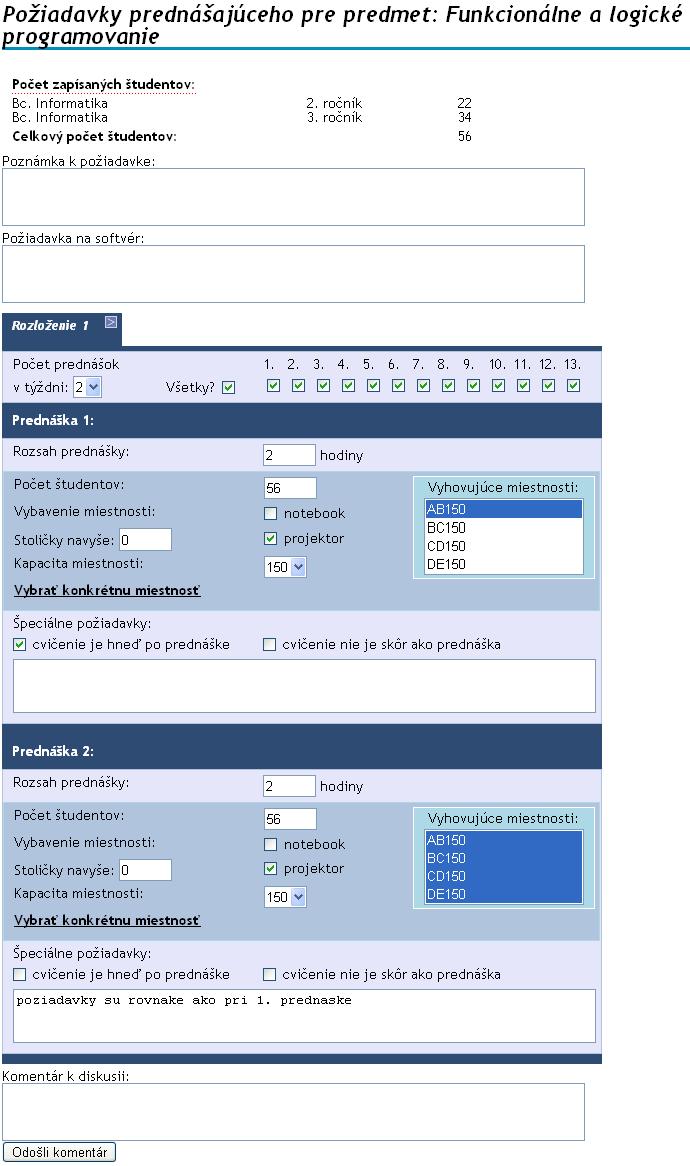 Požiadavky prednášajúceho pre predmet: Funkcionálne a logické
programovanie
Počet zapísaných študentov:
Bc. Informatika 2. ročník 22
Bc. Informatika 3. ročník 34
Celkový počet študentov: 56
Poznámka k požiadavke:
Požiadavka na softvér:
Rozloženie 1 >
Počet prednášok 1. 2. 3. 4. 5. 6. 7. 8. 9. 10. 11. 12. 13.
v týždni: 2 Všetky?
Prednáška 1:
Rozsah prednášky: 2 hodiny
Počet študentov: 56 Vyhovujúce miestnosti:
AB150
Vybavenie miestnosti: notebook BC150
Stoličky navyše: 0 projektor CD150
Kapacita miestnosti: 150 DE150
Vybrať konkrétnu miestnosť
Špeciálne požiadavky:
cvičenie je hneď po prednáške cvičenie nie je skôr ako prednáška
Prednáška 2:
Rozsah prednášky: 2 hodiny
Počet študentov: 56 Vyhovujúce miestnosti:
AB150
Vybavenie miestnosti: notebook BC150
Stoličky navyše: 0 projektor CD150
Kapacita miestnosti: 150 DE150
Vybrať konkrétnu miestnosť
Špeciálne požiadavky:
cvičenie je hneď po prednáške cvičenie nie je skôr ako prednáška
poziadavky su rovnake ako pri 1. prednaske
Komentár k diskusii:
Odošli komentár